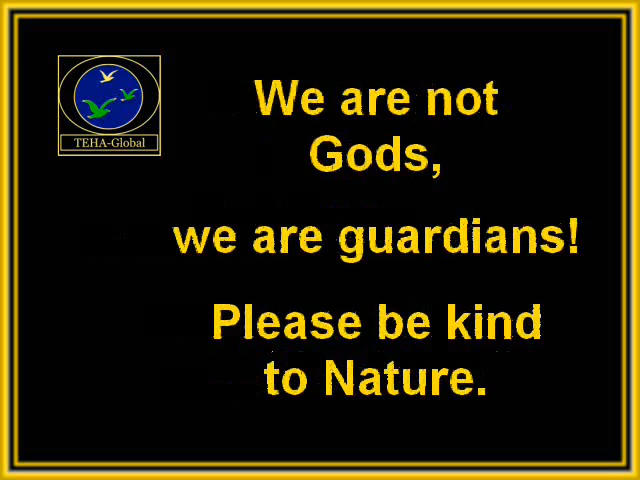 TEHA-Global
We are not
Gods,
we are guardians!
Please be kind
to Nature.